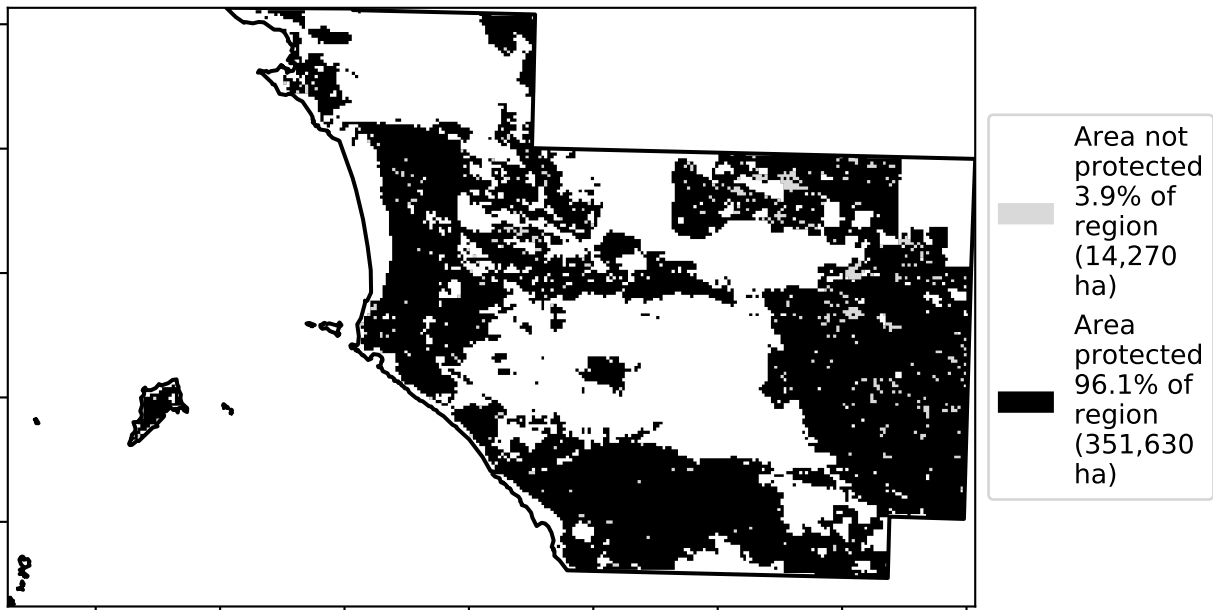 Area not
protected
3.9% of
region
(14,270
ha)
Area
protected
96.1% of
region
(351,630
ha)